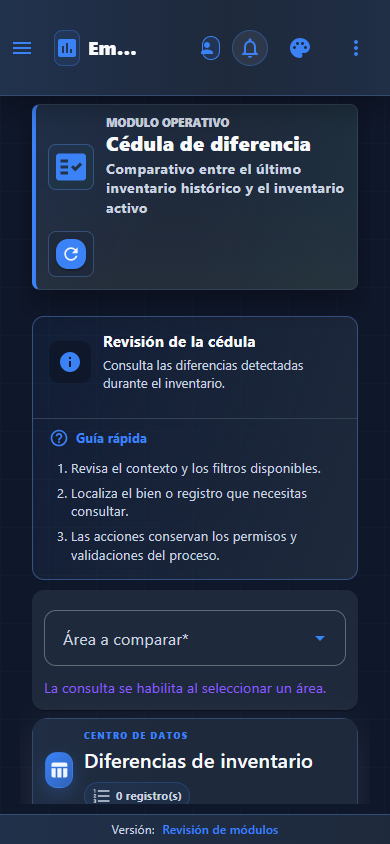 Em...
MODULO OPERATIVO
Cédula de diferencia
Comparativo entre el último
inventario histórico y el inventario
activo
Revisión de la cédula
Consulta las diferencias detectadas
durante el inventario.
Guía rápida
1. Revisa el contexto y los filtros disponibles.
2. Localiza el bien o registro que necesitas
consultar.
3. Las acciones conservan los permisos y
validaciones del proceso.
Área a comparar*
La consulta se habilita al seleccionar un área.
CENTRO DE DATOS
Diferencias de inventario
0 registro(s)
Versión: Revisión de módulos